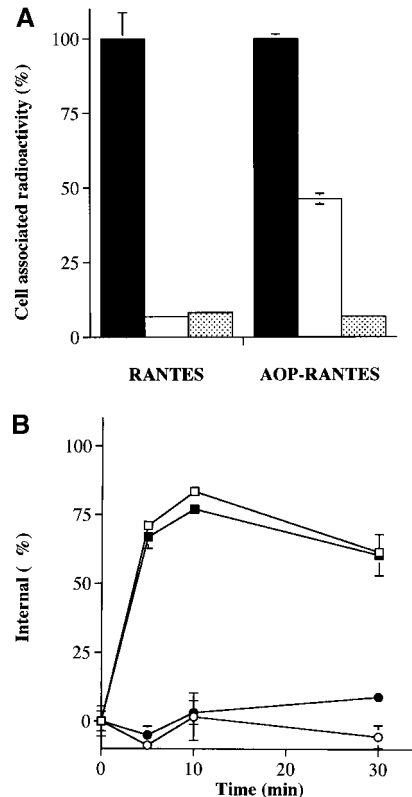 A
Cell associated radioactivity (%)
100
75
50
25
0
RANTES AOP-RANTES
B
Internal ( %)
100
75
50
25
0
0 10 20 30
Time (min)